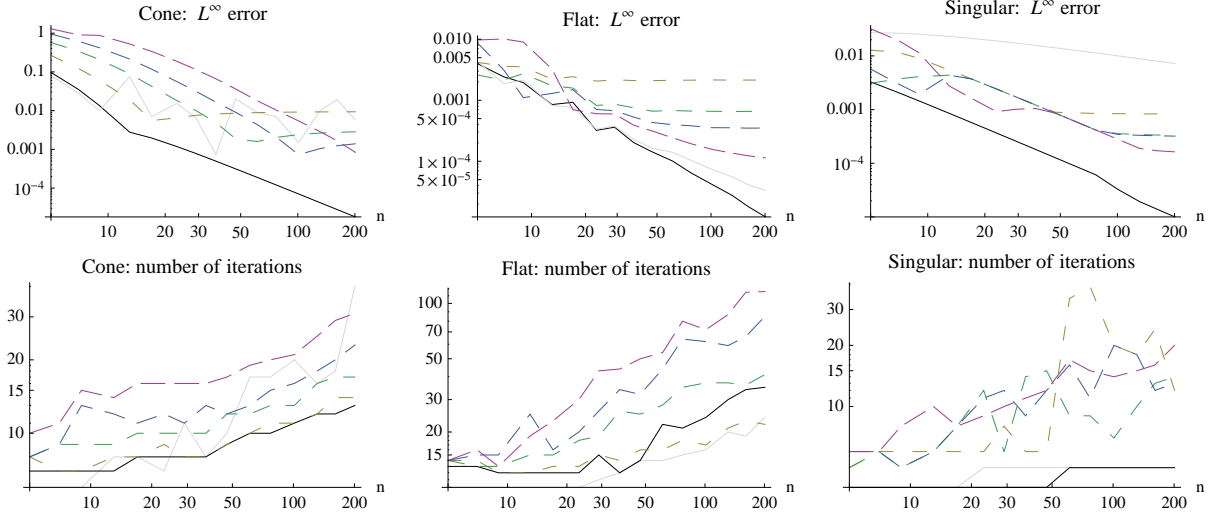 Cone: L∞ error
1
0.1
0.01
0.001
10⁻⁴
10 20 30 50 100 200
n
Flat: L∞ error
0.010
0.005
0.001
5×10⁻⁴
1×10⁻⁴
5×10⁻⁵
10 20 30 50 100 200
n
Singular: L∞ error
0.01
0.001
10⁻⁴
10 20 30 50 100 200
n
Cone: number of iterations
30
20
15
10
10 20 30 50 100 200
n
Flat: number of iterations
100
70
50
30
20
15
10 20 30 50 100 200
n
Singular: number of iterations
30
20
15
10
10 20 30 50 100 200
n